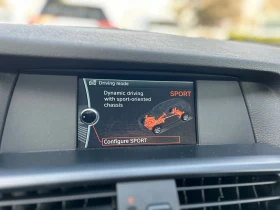 Driving mode
Dynamic driving
with sport-oriented
chassis
SPORT
Configure SPORT